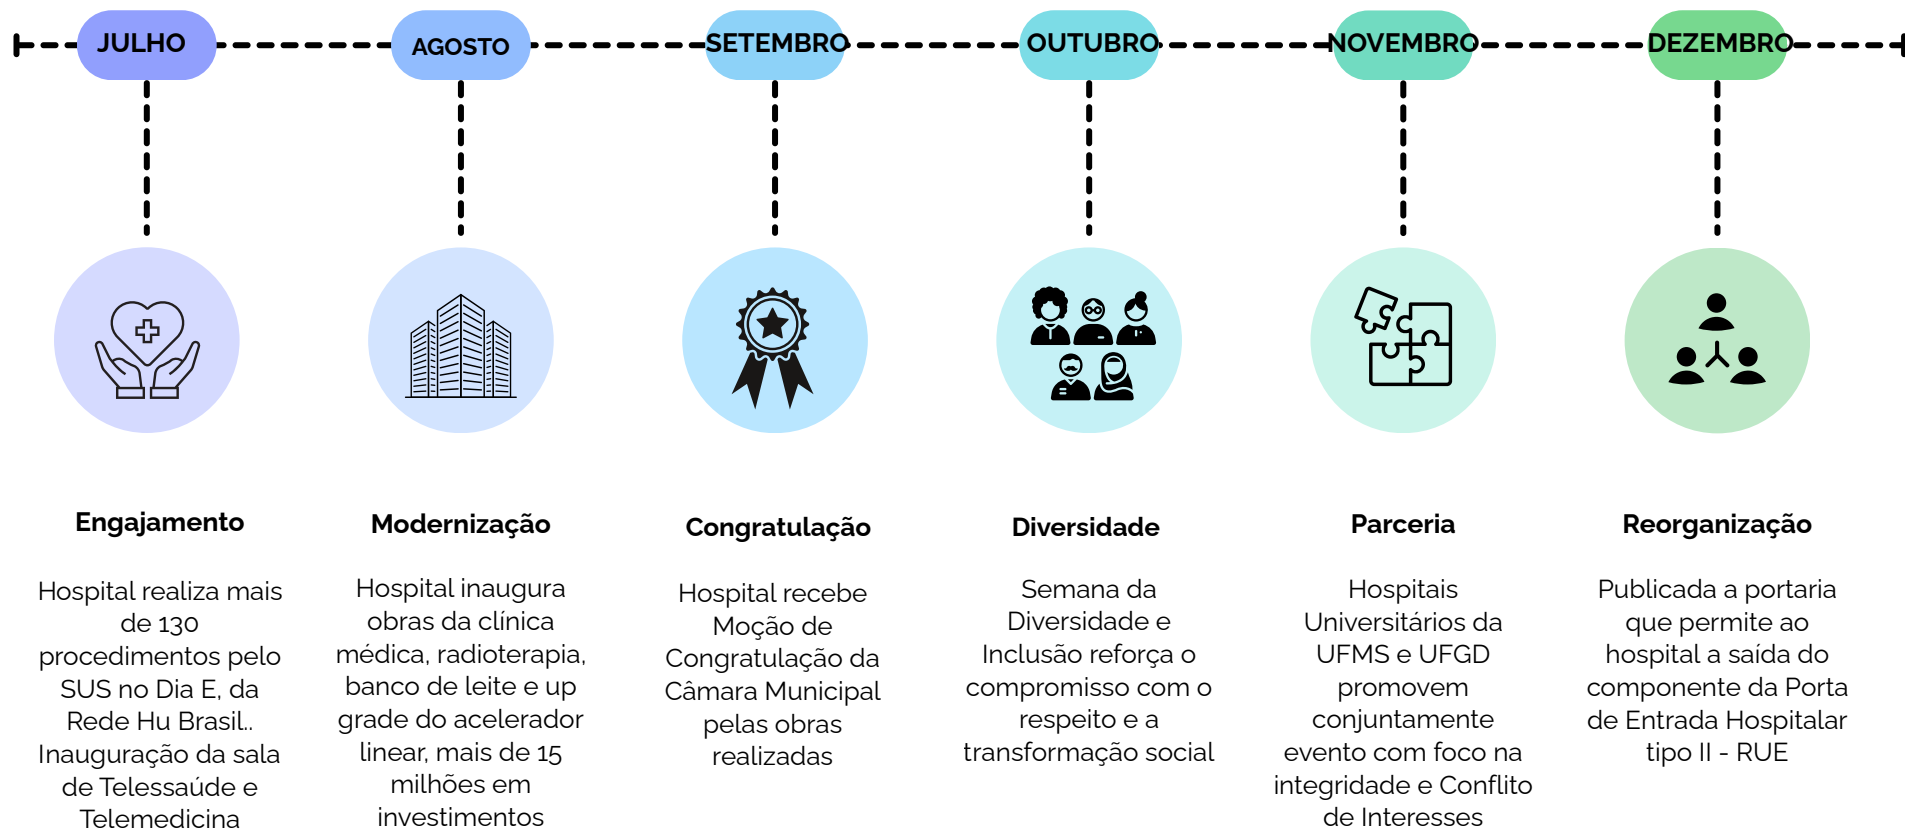 JULHO
AGOSTO
SETEMBRO
OUTUBRO
NOVEMBRO
DEZEMBRO
Engajamento
Hospital realiza mais
de 130
procedimentos pelo
SUS no Dia E, da
Rede Hu Brasil..
Inauguração da sala
de Telessaúde e
Telemedicina
Modernização
Hospital inaugura
obras da clínica
médica, radioterapia,
banco de leite e up
grade do acelerador
linear, mais de 15
milhões em
investimentos
Congratulação
Hospital recebe
Moção de
Congratulação da
Câmara Municipal
pelas obras
realizadas
Diversidade
Semana da
Diversidade e
Inclusão reforça o
compromisso com o
respeito e a
transformação social
Parceria
Hospitais
Universitários da
UFMS e UFGD
promovem
conjuntamente
evento com foco na
integridade e Conflito
de Interesses
Reorganização
Publicada a portaria
que permite ao
hospital a saída do
componente da Porta
de Entrada Hospitalar
tipo II - RUE